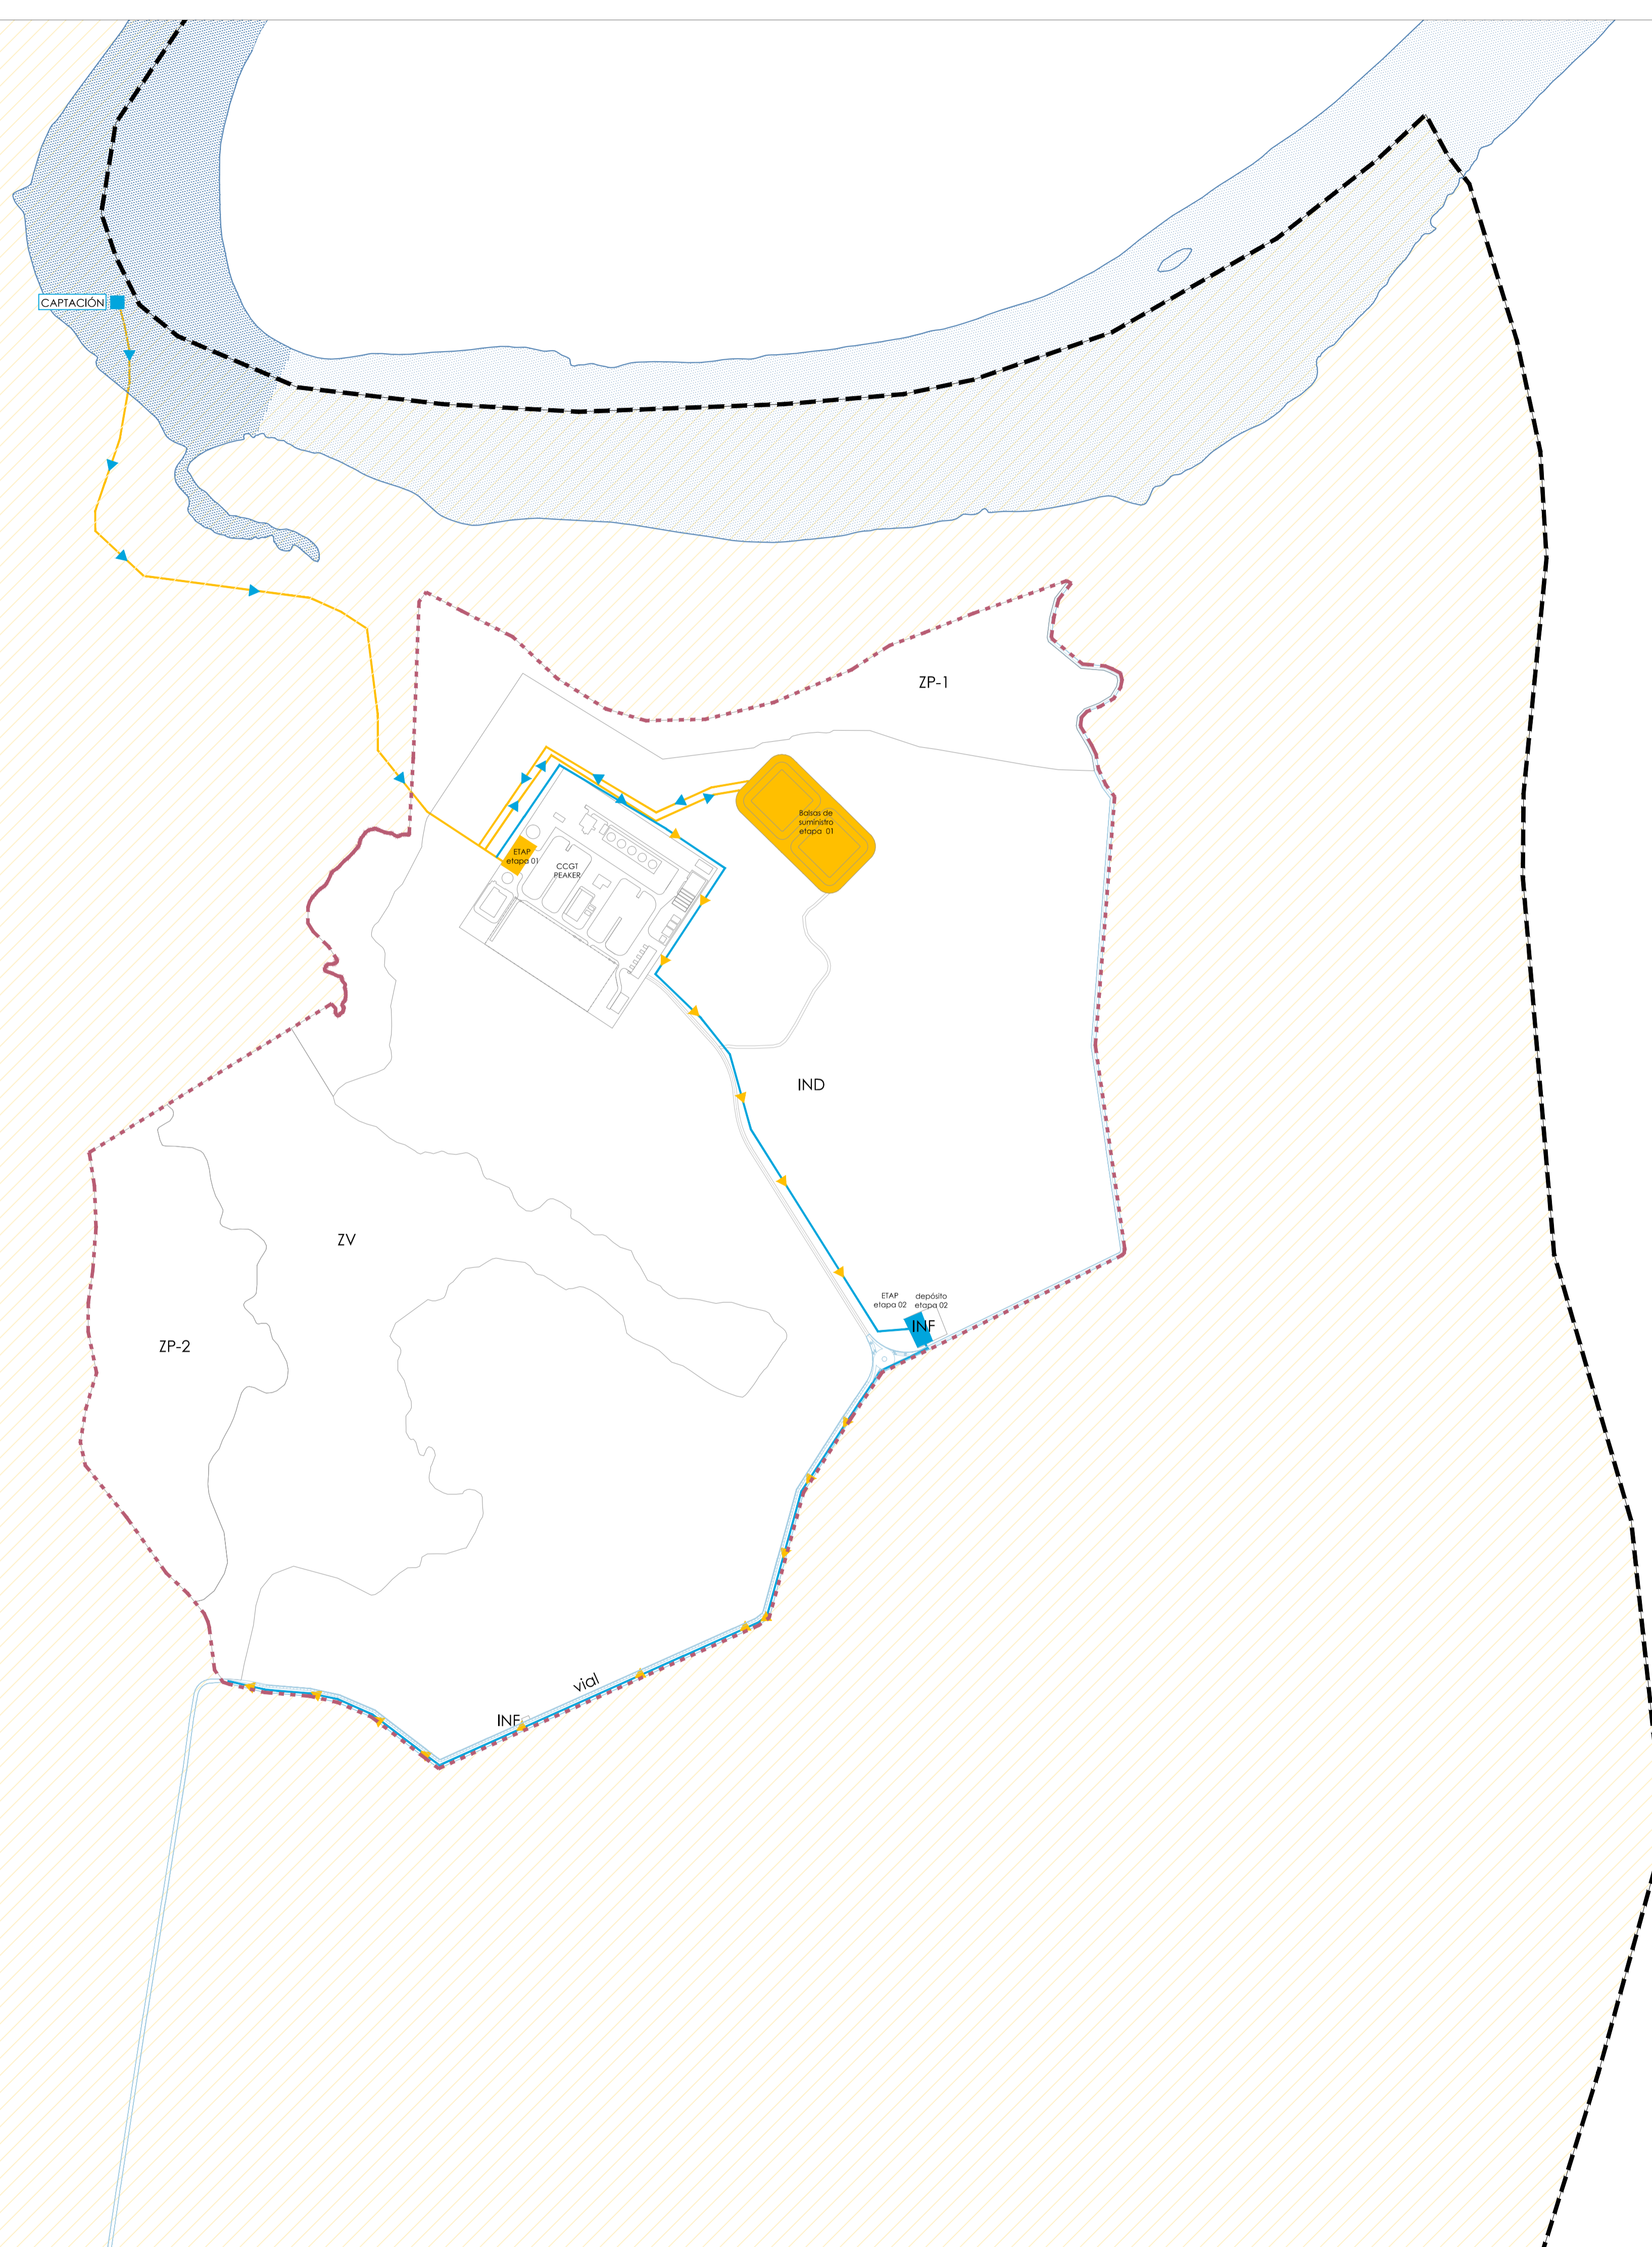 CAPTACIÓN
ZP-1
Balsas de
suministro
etapa 01
ETAP
etapa 01
CCGT
PEAKER
IND
ZV
ETAP
etapa 02
depósito
etapa 02
INF
ZP-2
vial
INF